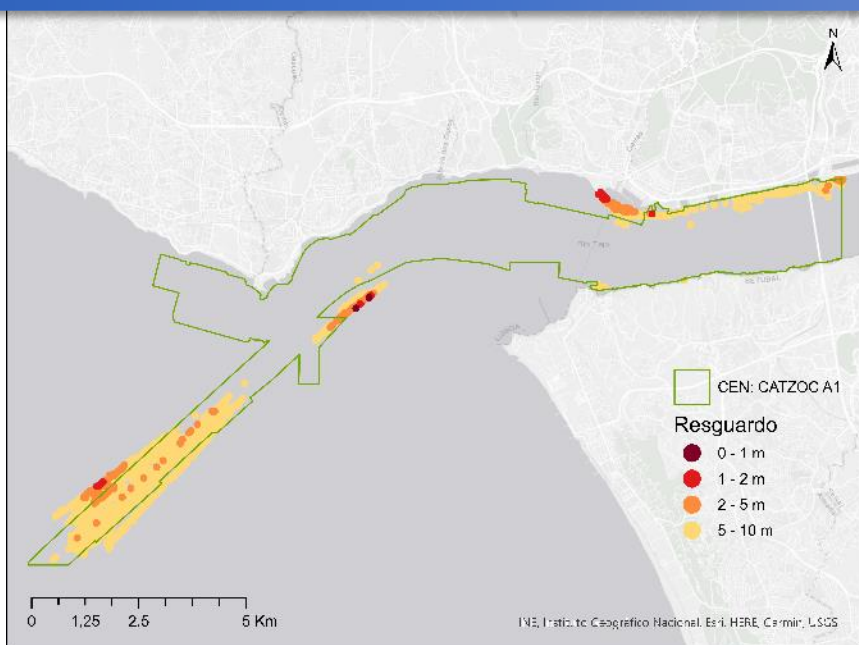 N
CEN: CATZOC A1
Resguardo
0 - 1 m
1 - 2 m
2 - 5 m
5 - 10 m
0 1,25 2.5 5 Km
INE, Instituto Geográfico Nacional, Esri, HERE, Garmin, USGS